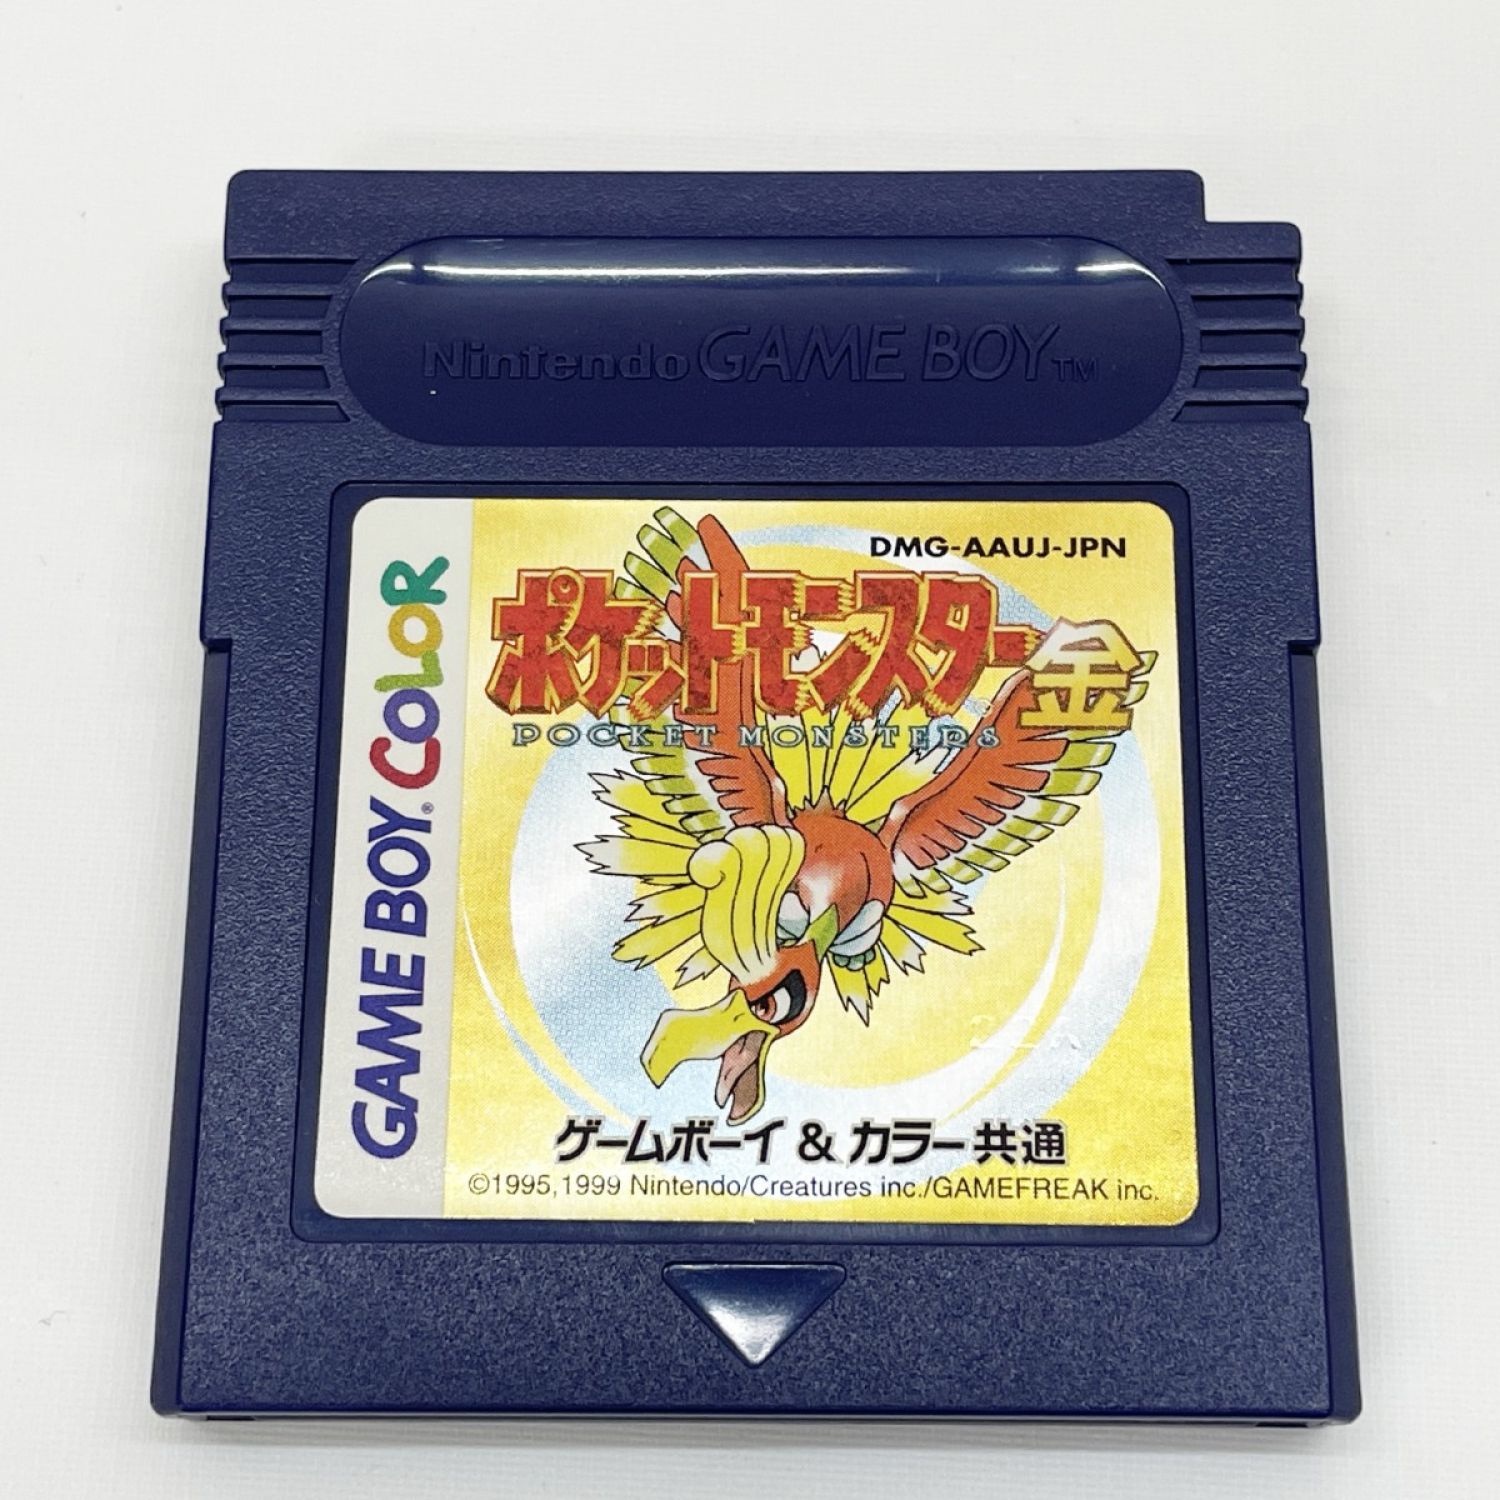 Nintendo GAME BOY TM
GAME BOY® COLOR
DMG-AAUJ-JPN
ポケットモンスター 金
POCKET MONSTERS
ゲームボーイ & カラー共通
©1995,1999 Nintendo/Creatures inc./GAMEFREAK inc.